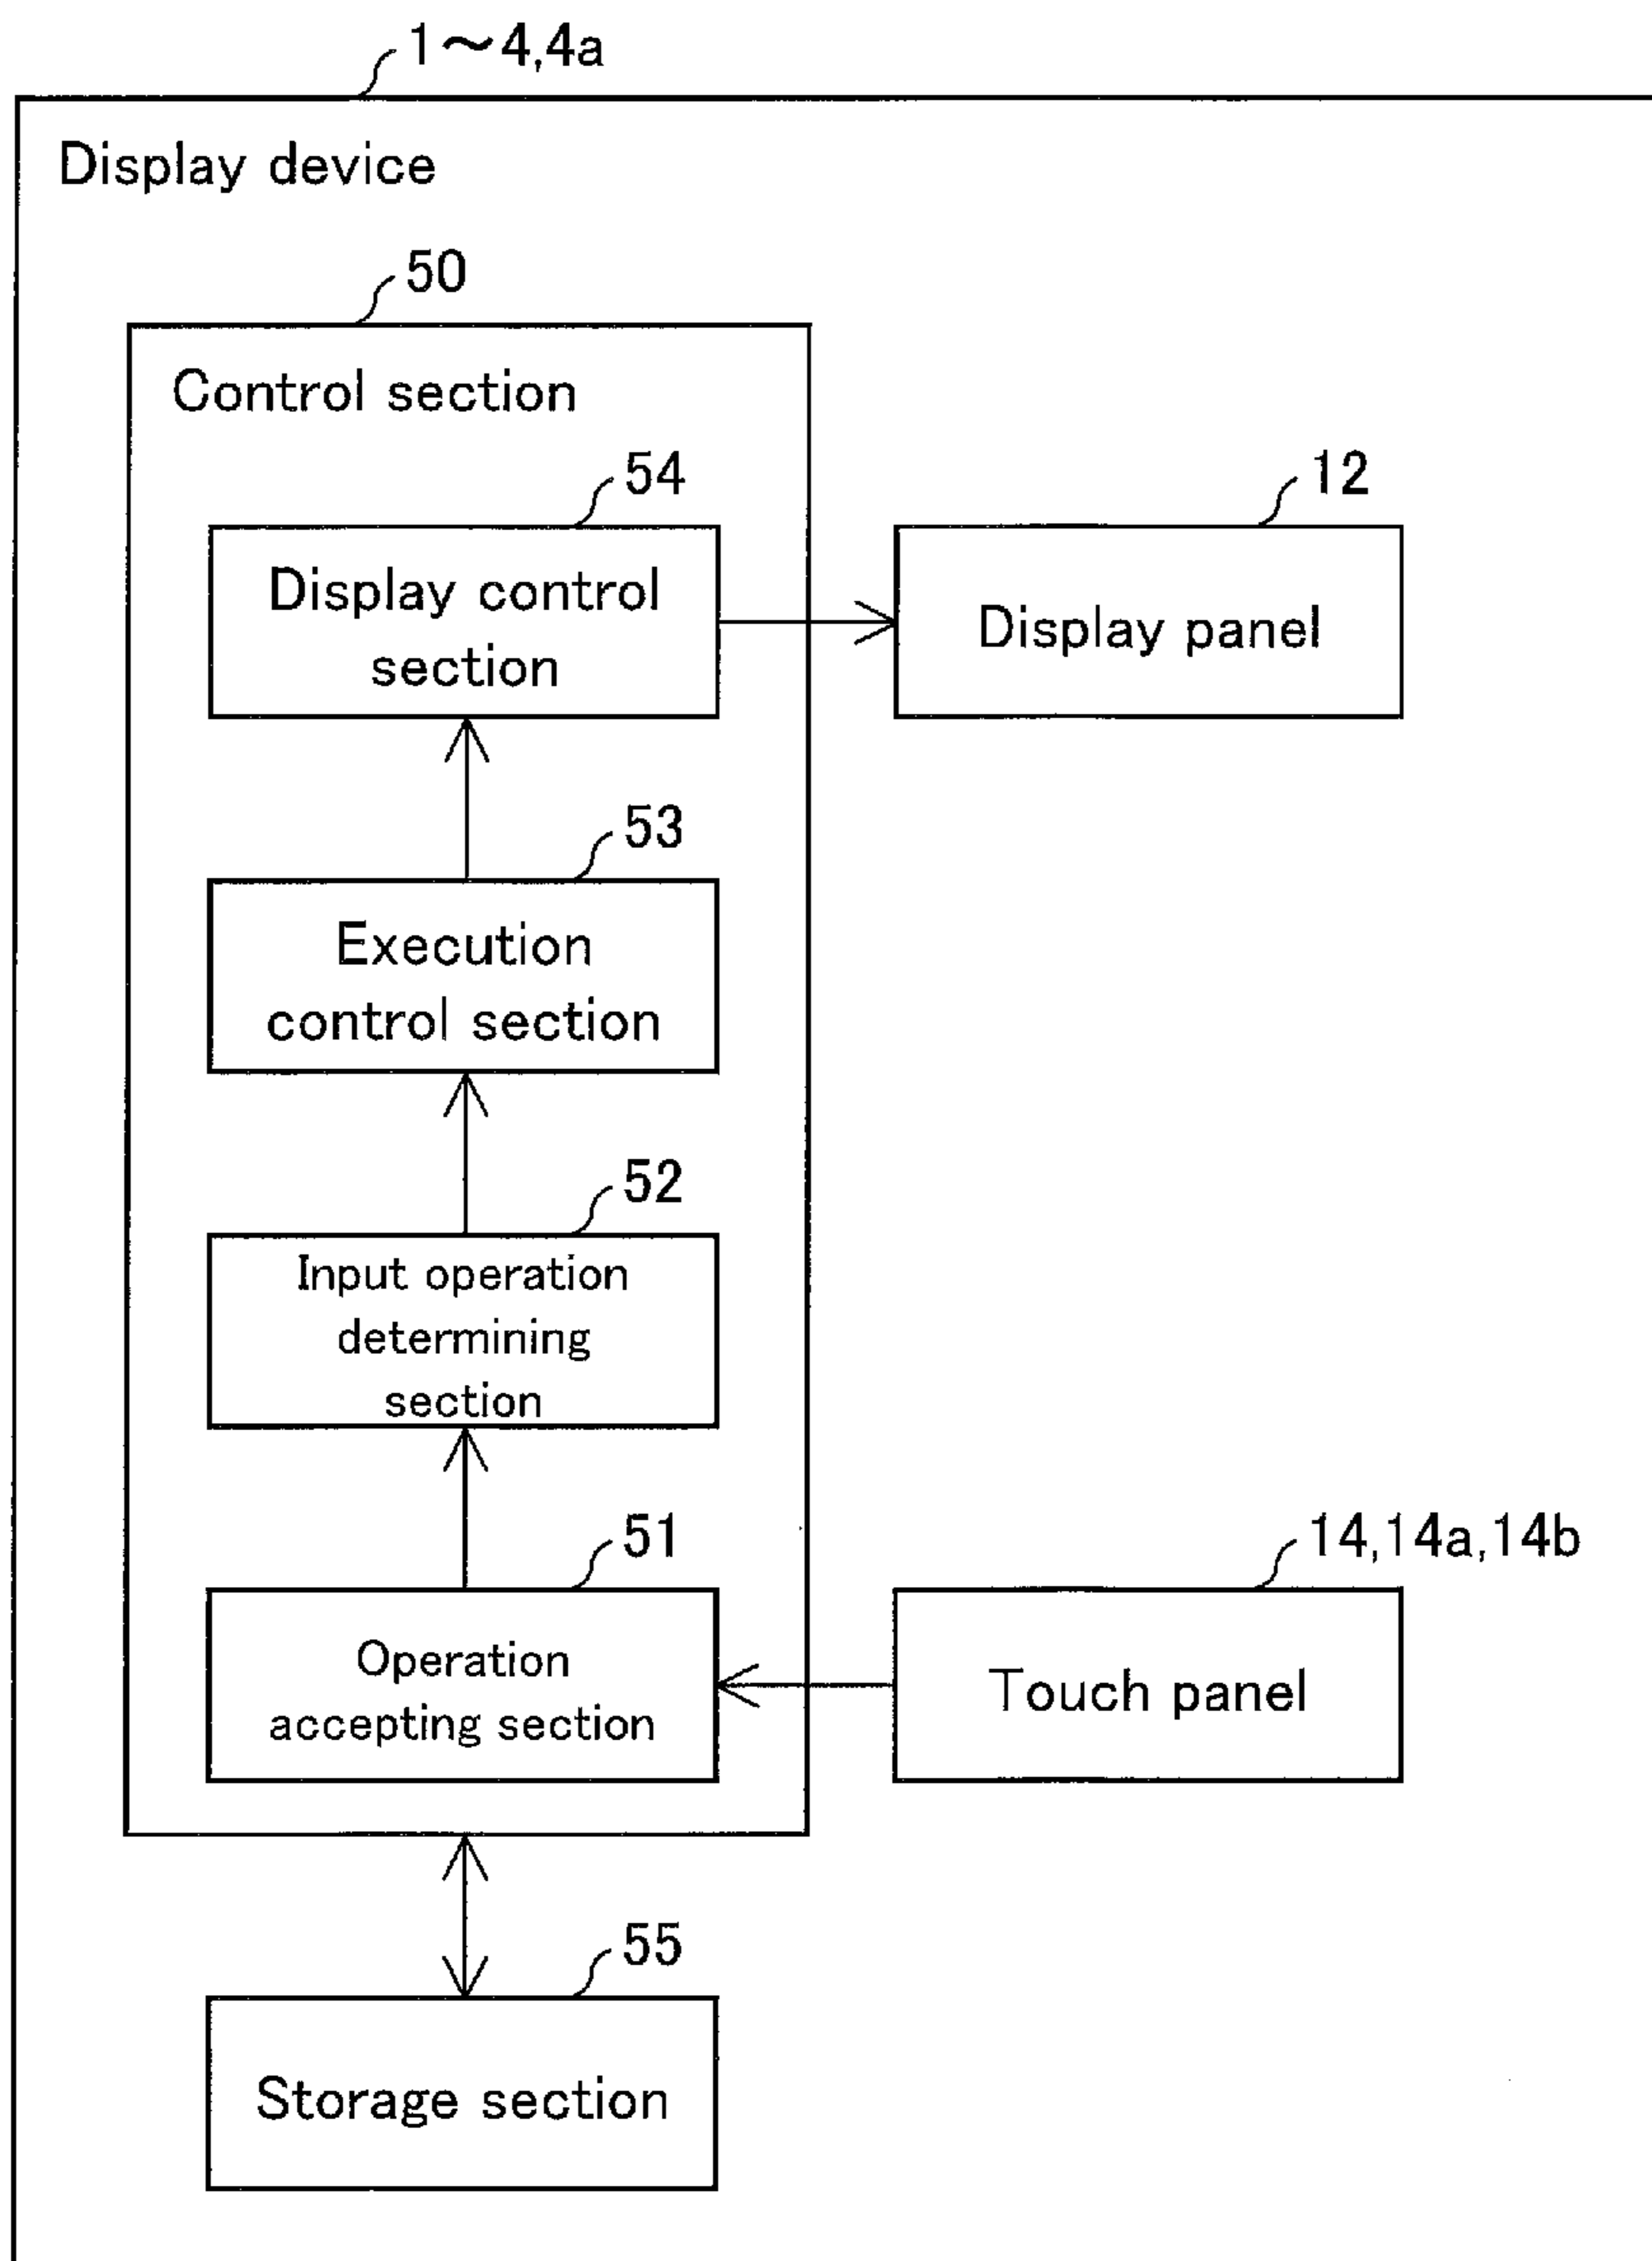 1～4,4a
Display device
50
Control section
54
12
Display control
section
Display panel
53
Execution
control section
52
Input operation
determining
section
51
14,14a,14b
Operation
accepting section
Touch panel
55
Storage section